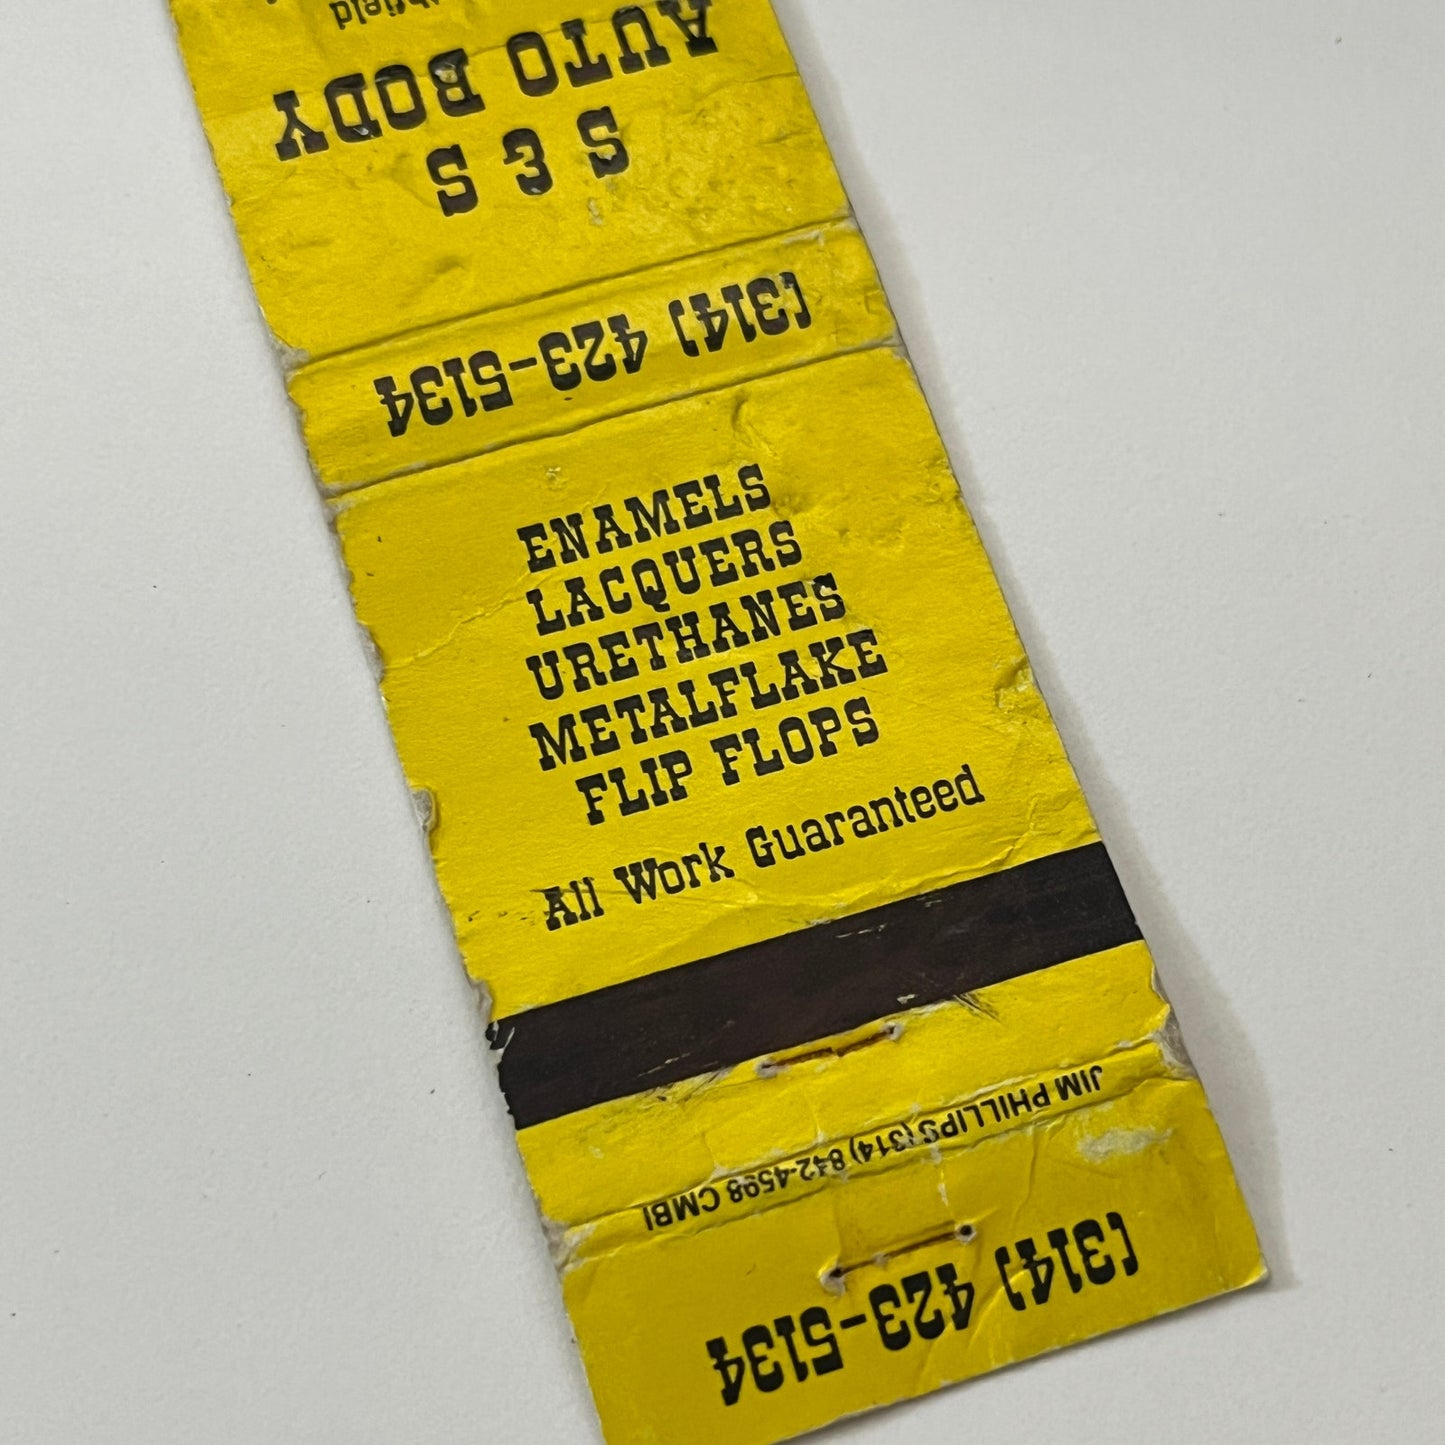 AUTO BODY
S & S
(314) 423-5134
ENAMELS
LACQUERS
URETHANES
METALFLAKE
FLIP FLOPS
All Work Guaranteed
JIM PHILLIPS (314) 842-4598 CMBI
(314) 423-5134